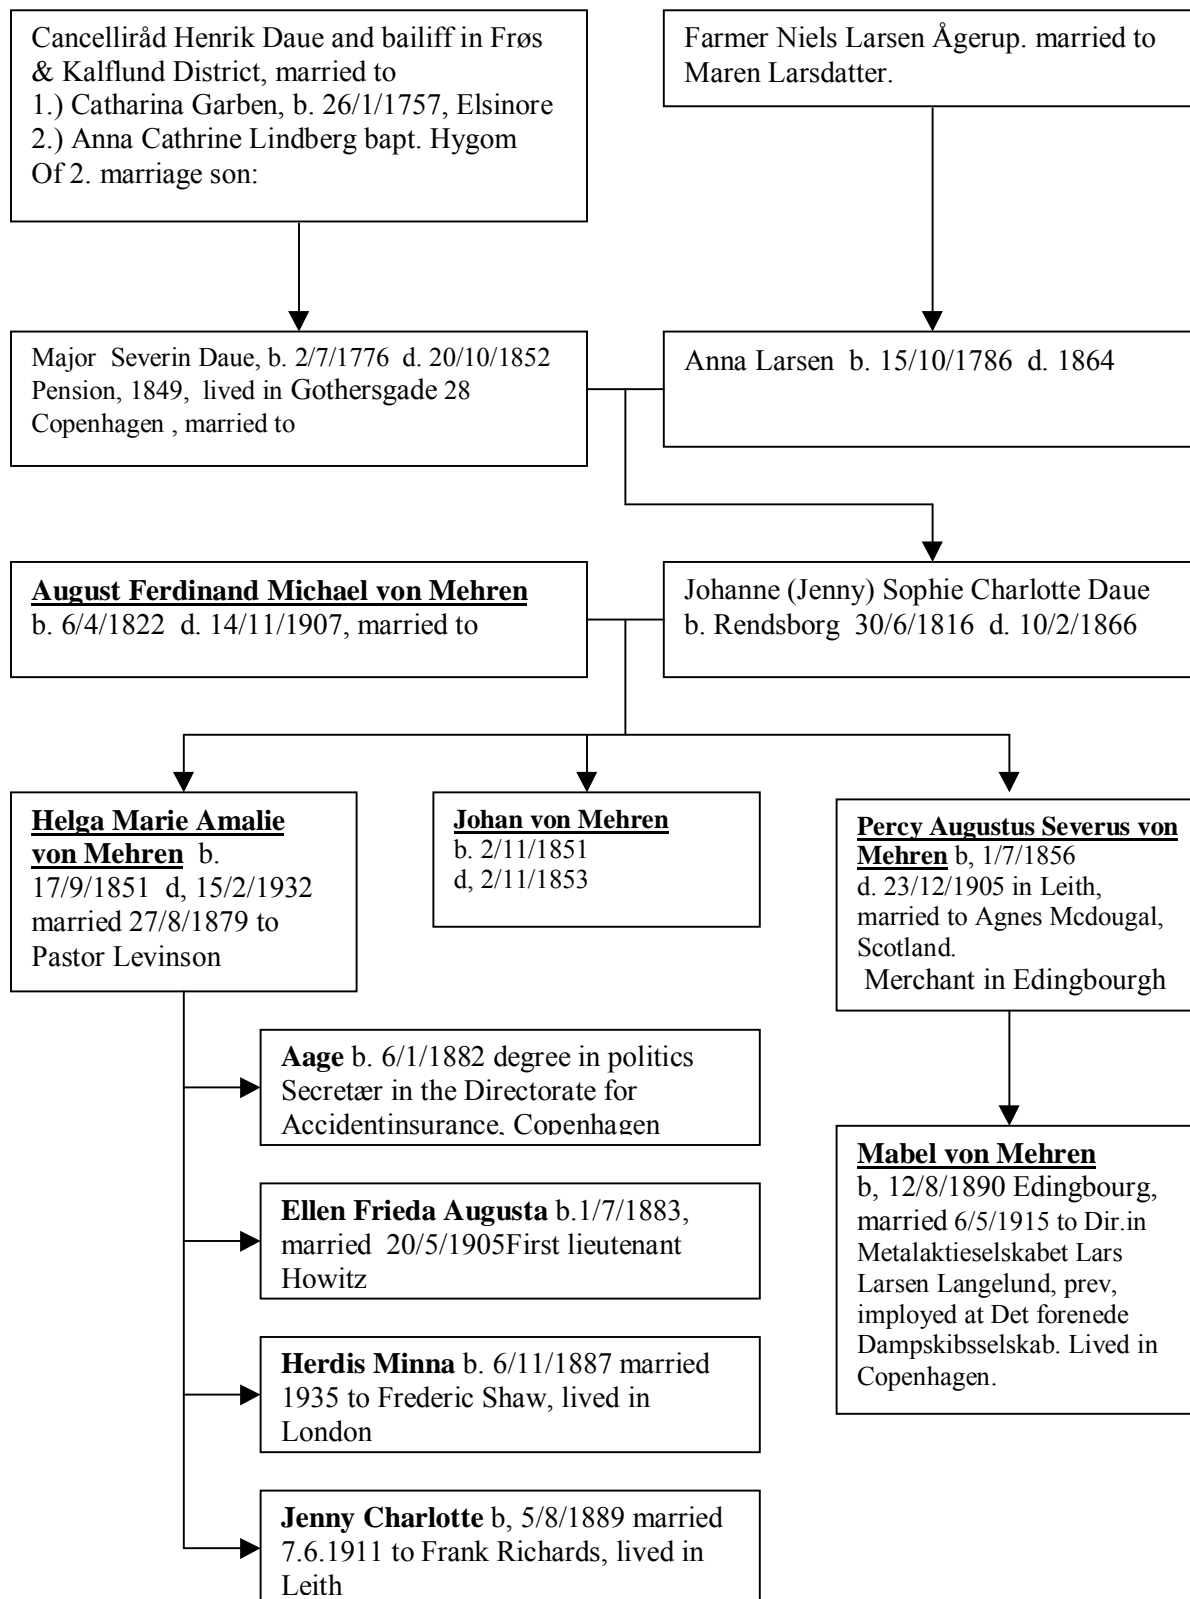 Cancelliråd Henrik Daue and bailiff in Frøs
& Kalflund District, married to
1.) Catharina Garben, b. 26/1/1757, Elsinore
2.) Anna Cathrine Lindberg bapt. Hygom
Of 2. marriage son:
Farmer Niels Larsen Ågerup. married to
Maren Larsdatter.
Major Severin Daue, b. 2/7/1776 d. 20/10/1852
Pension, 1849, lived in Gothersgade 28
Copenhagen , married to
Anna Larsen b. 15/10/1786 d. 1864
August Ferdinand Michael von Mehren
b. 6/4/1822 d. 14/11/1907, married to
Johanne (Jenny) Sophie Charlotte Daue
b. Rendsborg 30/6/1816 d. 10/2/1866
Helga Marie Amalie
von Mehren b.
17/9/1851 d, 15/2/1932
married 27/8/1879 to
Pastor Levinson
Johan von Mehren
b. 2/11/1851
d, 2/11/1853
Percy Augustus Severus von
Mehren b, 1/7/1856
d. 23/12/1905 in Leith,
married to Agnes Mcdougal,
Scotland.
Merchant in Edingbourgh
Aage b. 6/1/1882 degree in politics
Secretær in the Directorate for
Accidentinsurance, Copenhagen
Ellen Frieda Augusta b.1/7/1883,
married 20/5/1905First lieutenant
Howitz
Herdis Minna b. 6/11/1887 married
1935 to Frederic Shaw, lived in
London
Jenny Charlotte b, 5/8/1889 married
7.6.1911 to Frank Richards, lived in
Leith
Mabel von Mehren
b, 12/8/1890 Edingbourg,
married 6/5/1915 to Dir.in
Metalaktieselskabet Lars
Larsen Langelund, prev,
imployed at Det forenede
Dampskibsselskab. Lived in
Copenhagen.